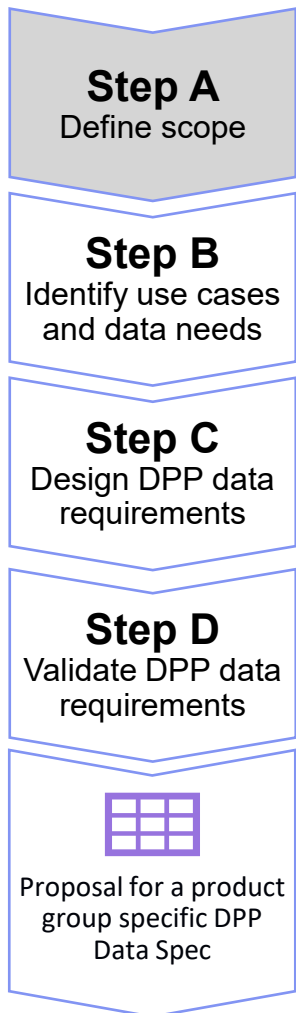 Step A
Define scope
Step B
Identify use cases
and data needs
Step C
Design DPP data
requirements
Step D
Validate DPP data
requirements
Proposal for a product
group specific DPP
Data Spec